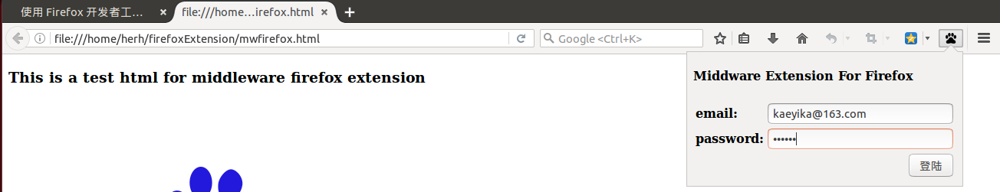 使用 Firefox 开发者工... file:///home...irefox.html
file:///home/herh/firefoxExtension/mwfirefox.html Google <Ctrl+K>
This is a test html for middleware firefox extension
Middware Extension For Firefox
email: kaeyika@163.com
password: ••••••
登陆